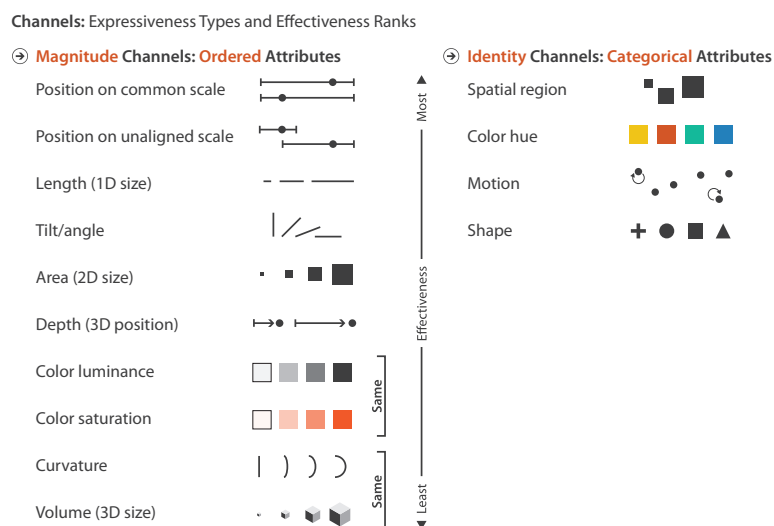 Channels: Expressiveness Types and Effectiveness Ranks
Magnitude Channels: Ordered Attributes
Position on common scale
Position on unaligned scale
Length (1D size)
Tilt/angle
Area (2D size)
Depth (3D position)
Color luminance
Color saturation
Curvature
Volume (3D size)
Same
Same
Most
Effectiveness
Least
Identity Channels: Categorical Attributes
Spatial region
Color hue
Motion
Shape